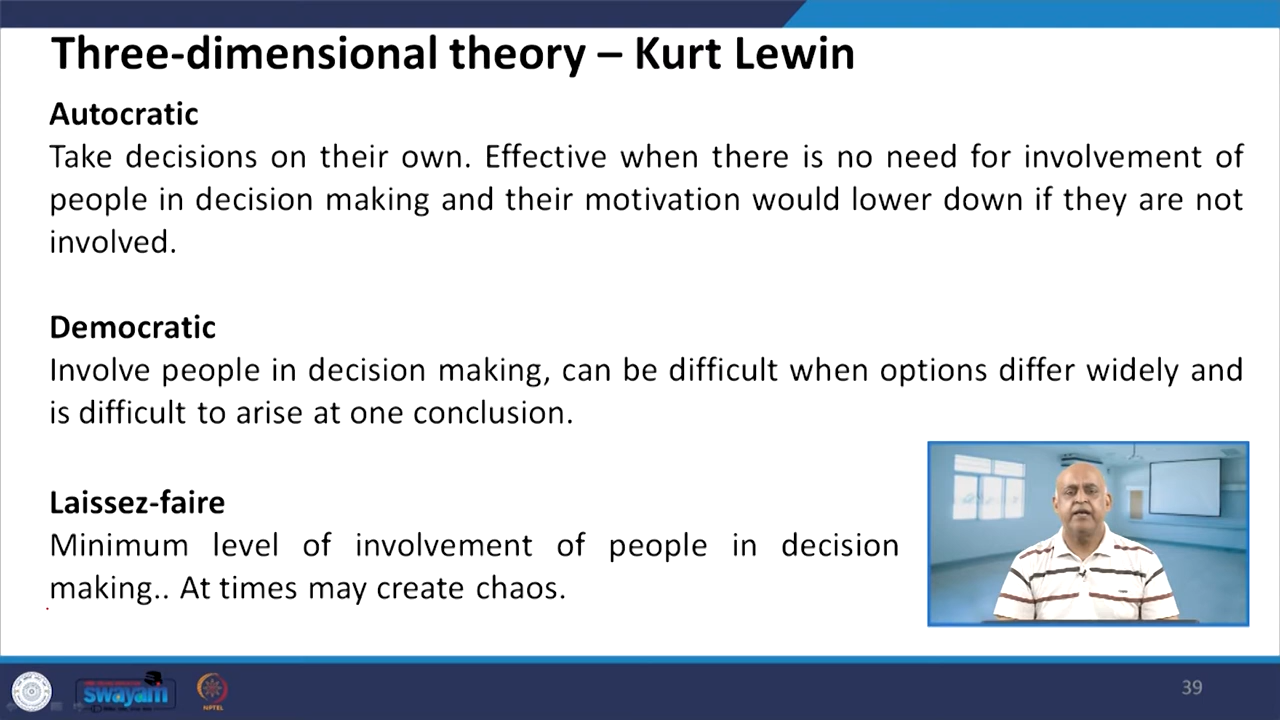 Three-dimensional theory – Kurt Lewin
Autocratic
Take decisions on their own. Effective when there is no need for involvement of
people in decision making and their motivation would lower down if they are not
involved.
Democratic
Involve people in decision making, can be difficult when options differ widely and
is difficult to arise at one conclusion.
Laissez-faire
Minimum level of involvement of people in decision
making.. At times may create chaos.
swayam
NPTEL
39